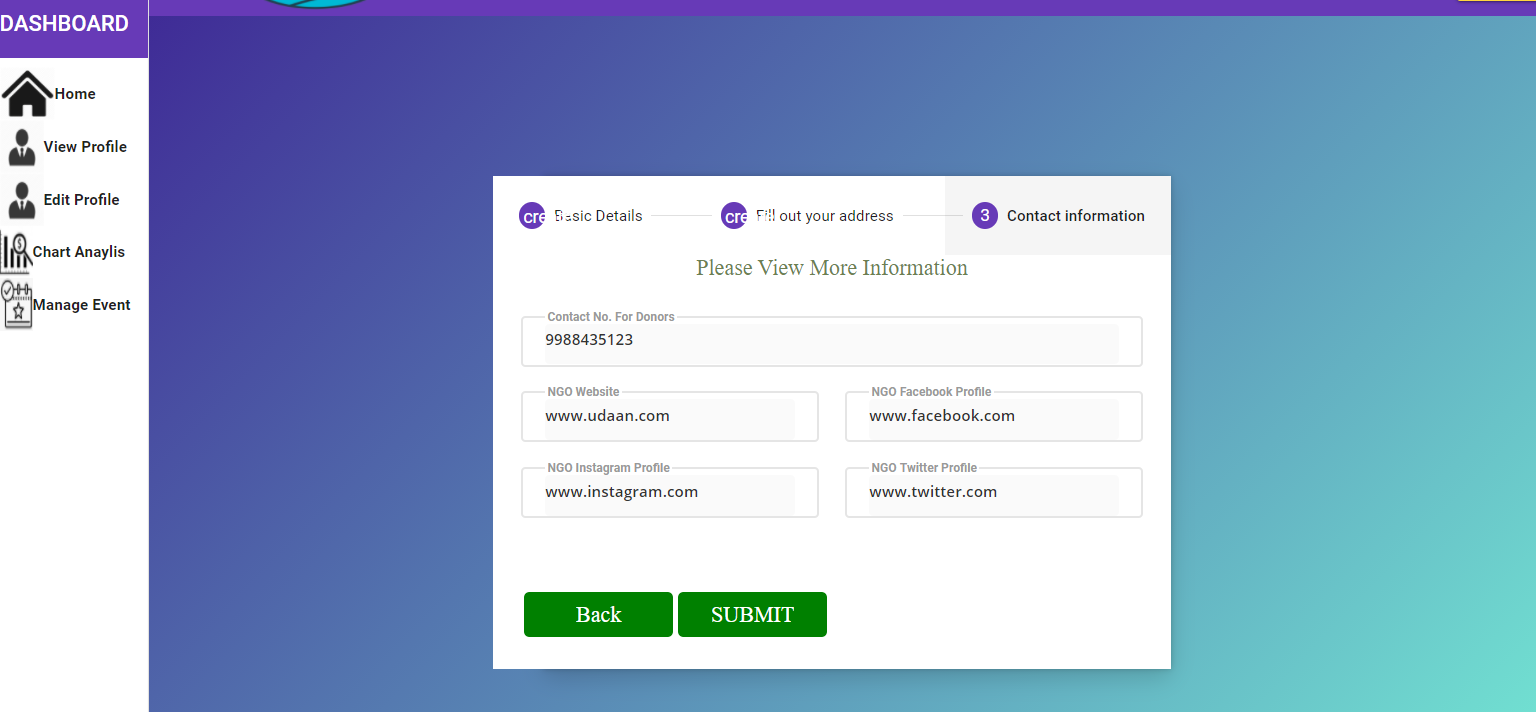 DASHBOARD
Home
View Profile
Edit Profile
Chart Anaylis
Manage Event
cre Basic Details cre Fill out your address 3 Contact information
Please View More Information
Contact No. For Donors
9988435123
NGO Website NGO Facebook Profile
www.udaan.com www.facebook.com
NGO Instagram Profile NGO Twitter Profile
www.instagram.com www.twitter.com
Back SUBMIT